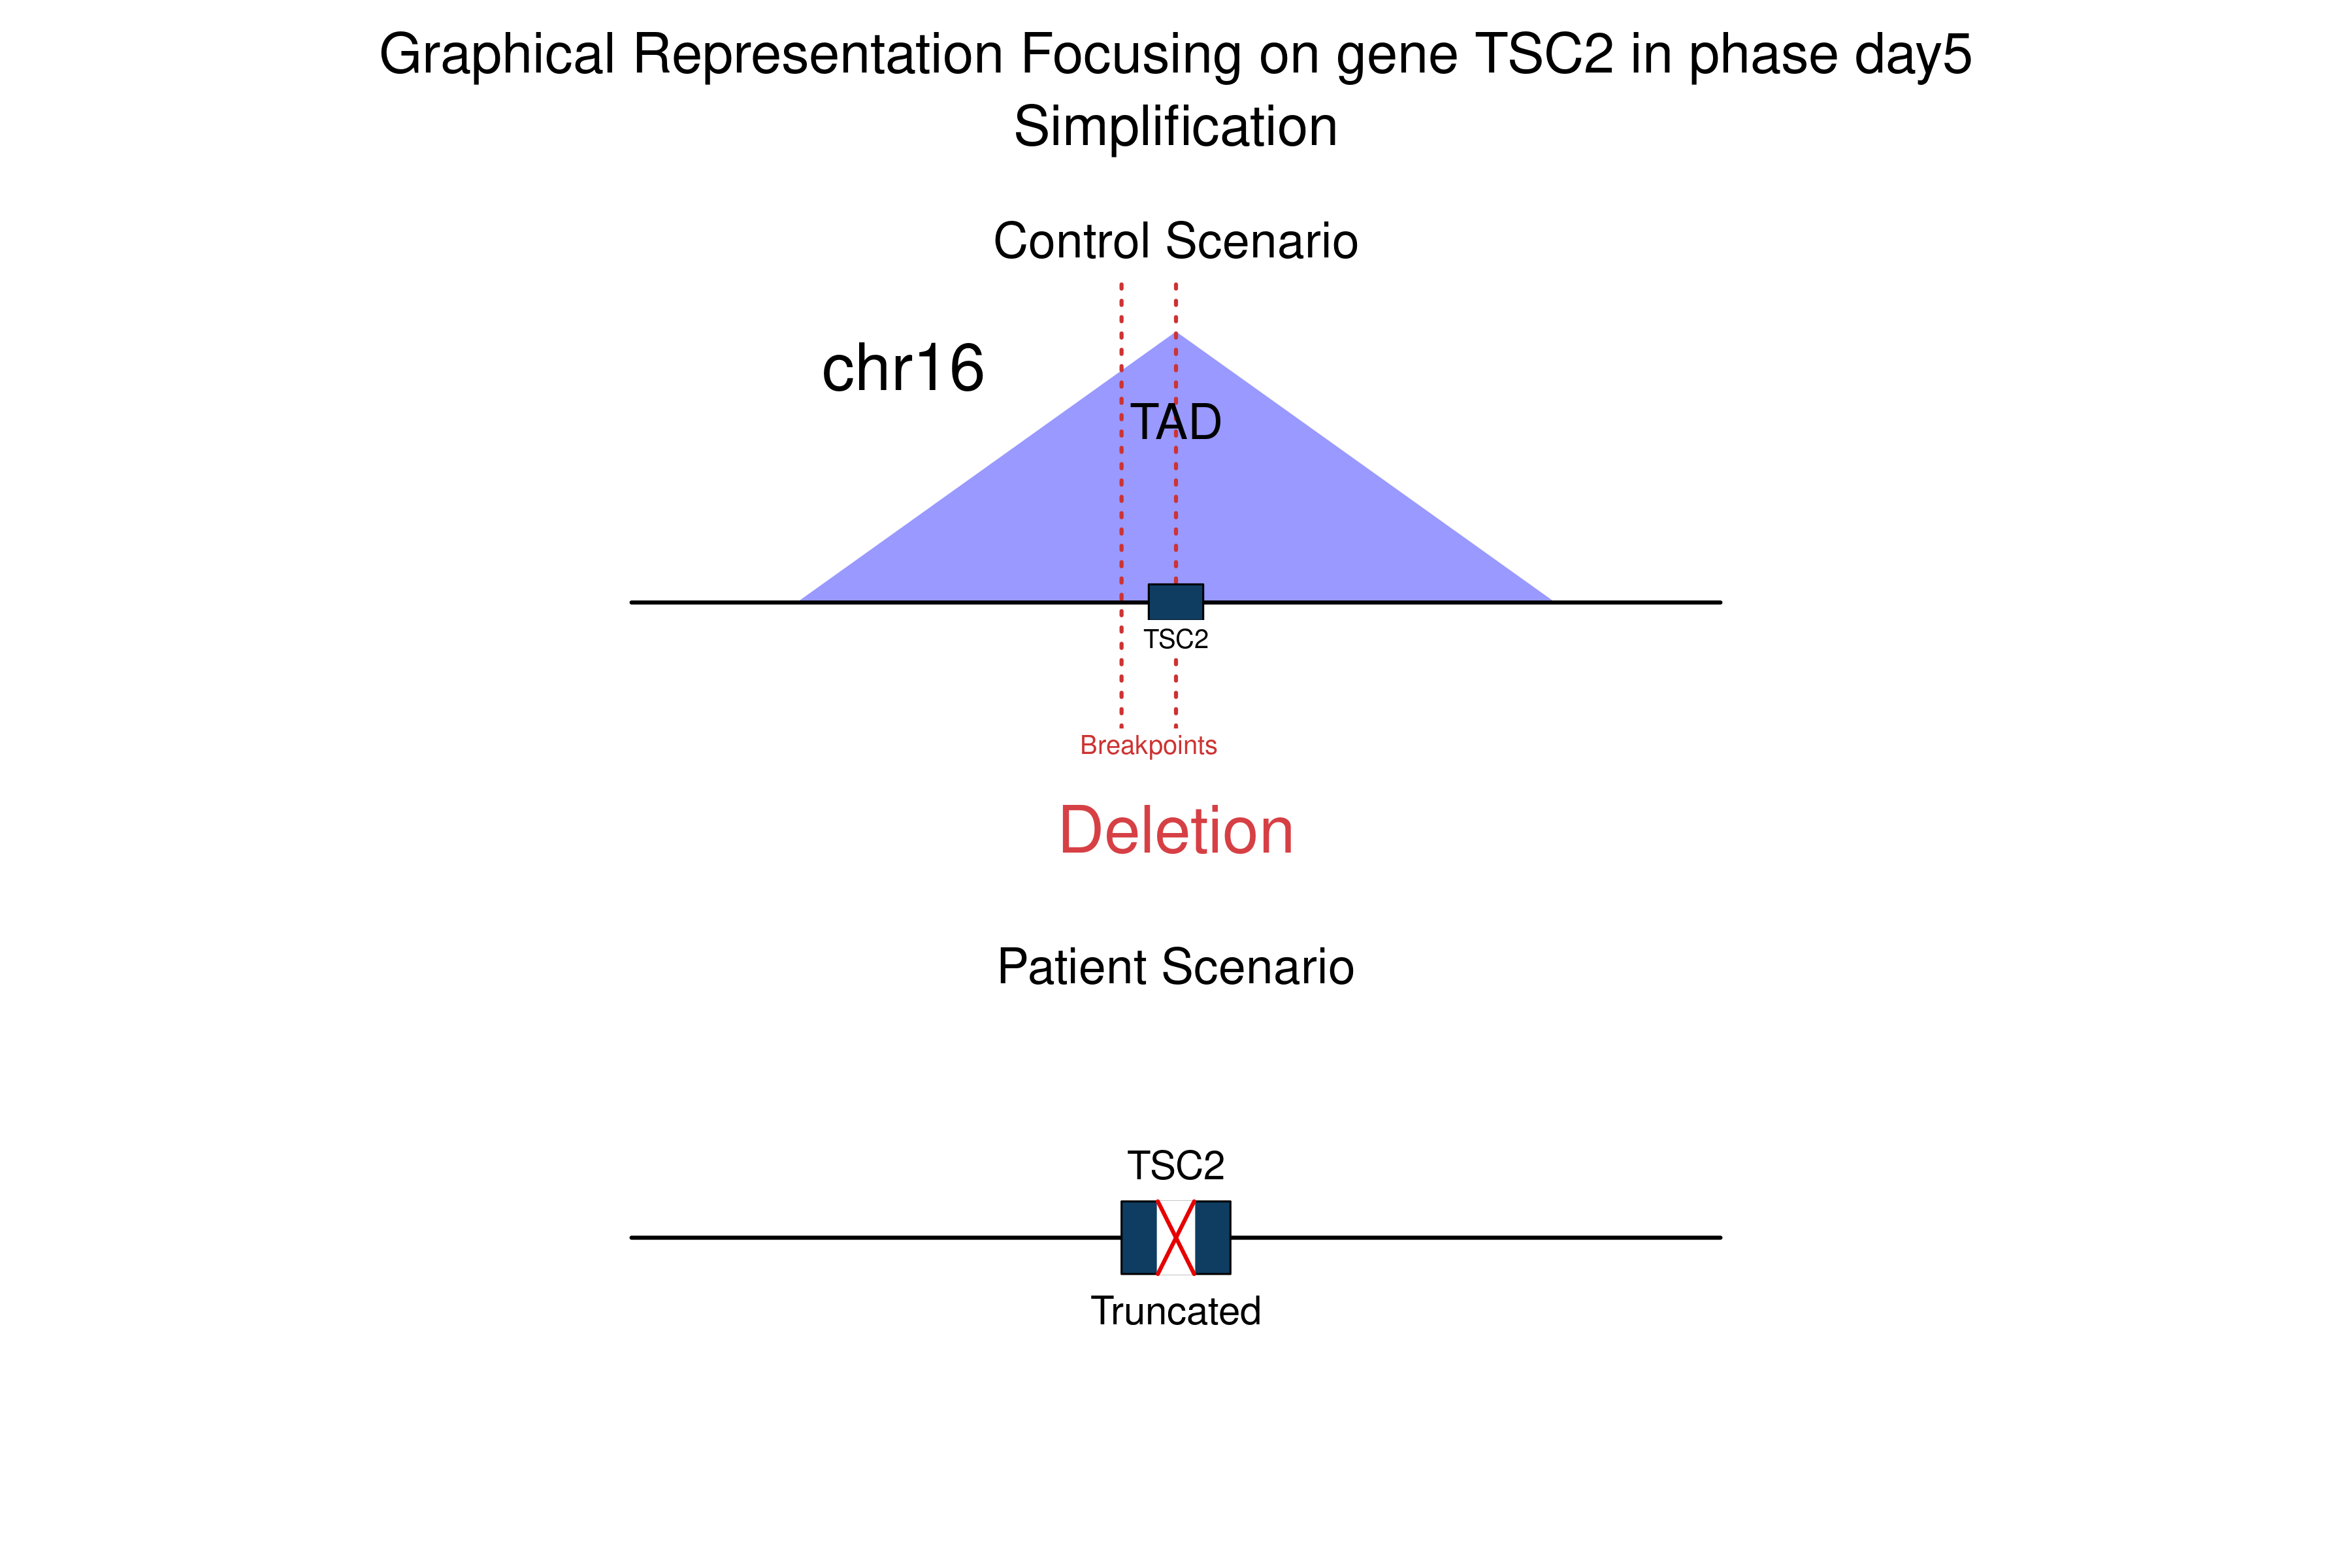 Graphical Representation Focusing on gene TSC2 in phase day5
Simplification
Control Scenario
chr16
TAD
TSC2
Breakpoints
Deletion
Patient Scenario
TSC2
Truncated